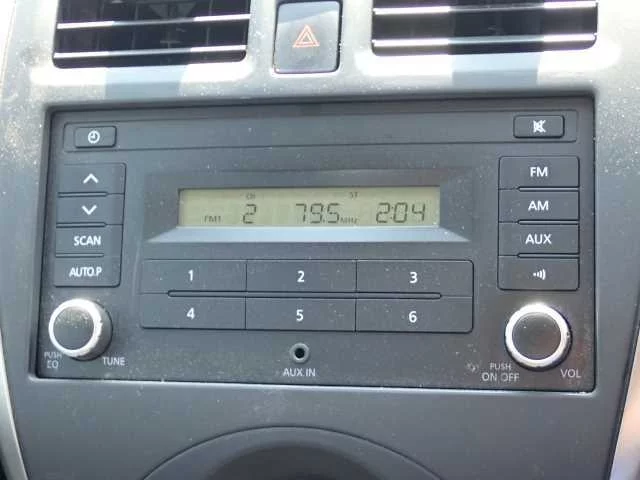 CH ST
FM1 2 79.5 MHz 2:04
FM
AM
SCAN
AUX
AUTO.P
1 2 3
4 5 6
PUSH
EQ
TUNE
AUX IN
PUSH
ON OFF
VOL